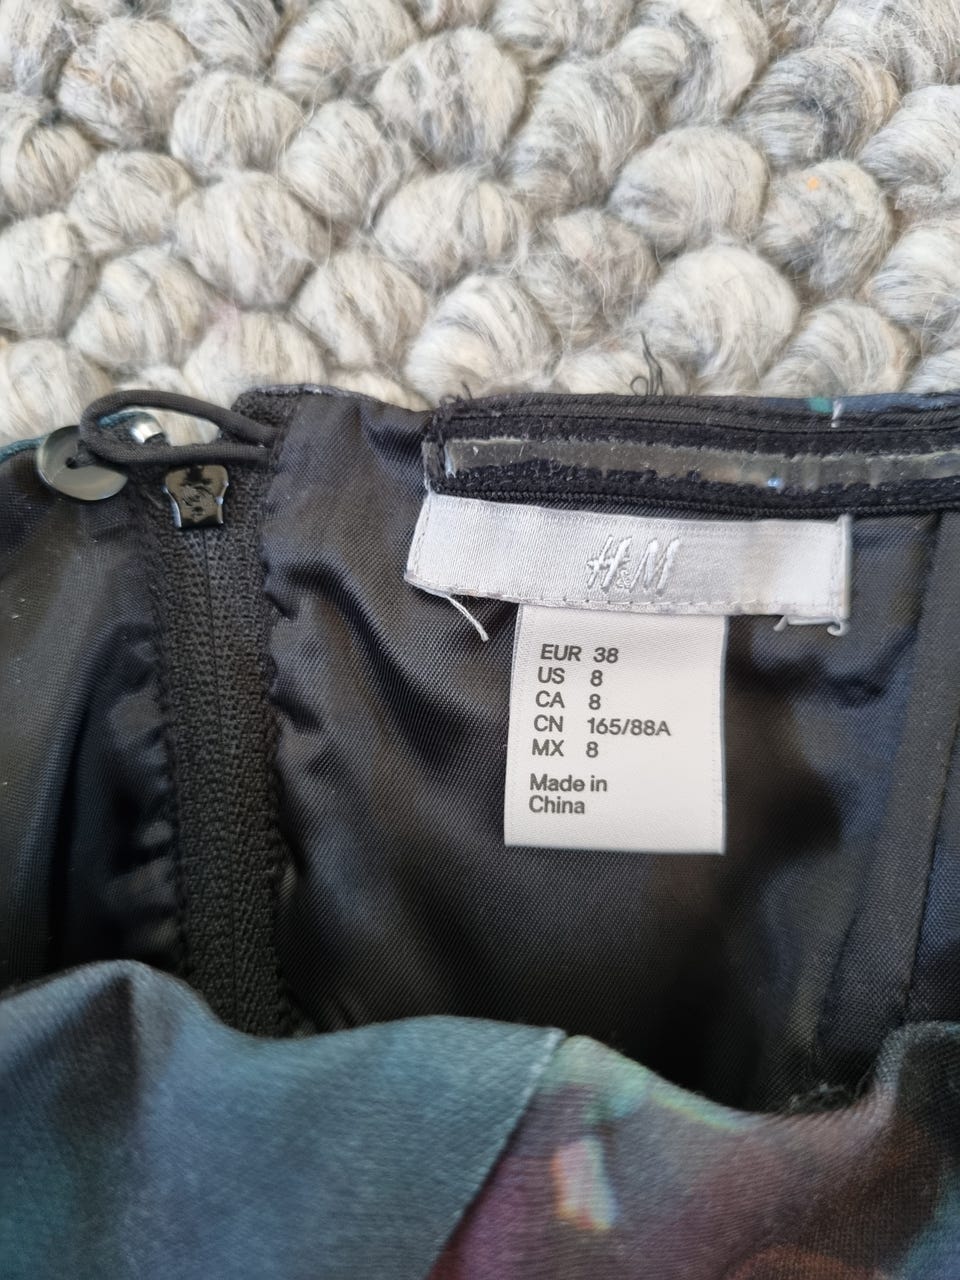 H&M
EUR 38
US 8
CA 8
CN 165/88A
MX 8
Made in
China